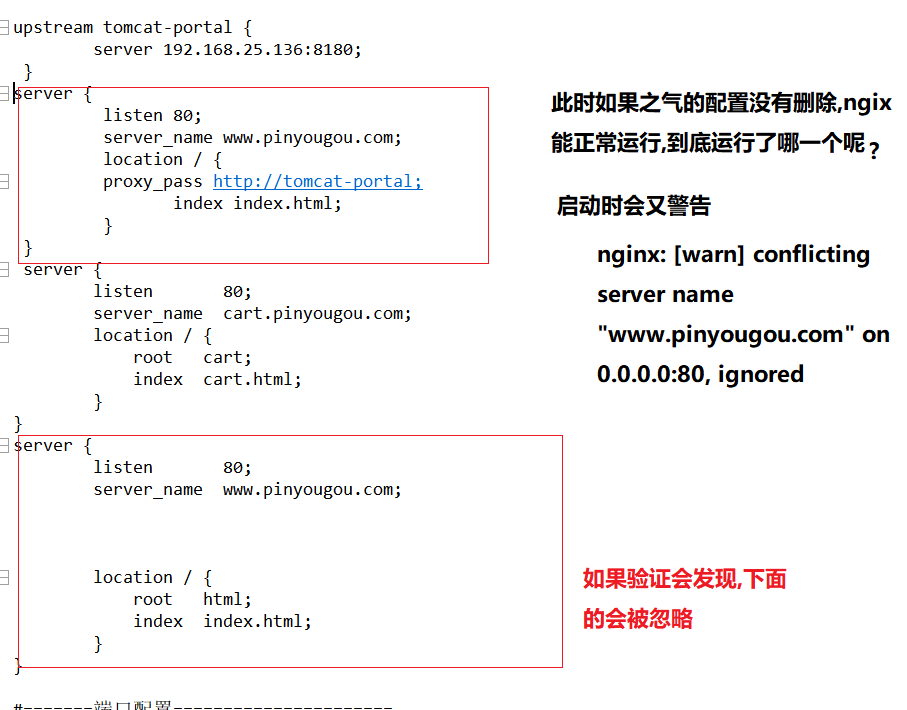 upstream tomcat-portal {
server 192.168.25.136:8180;
}
server {
listen 80;
server_name www.pinyougou.com;
location / {
proxy_pass http://tomcat-portal;
index index.html;
}
}
server {
listen 80;
server_name cart.pinyougou.com;
location / {
root cart;
index cart.html;
}
}
server {
listen 80;
server_name www.pinyougou.com;
location / {
root html;
index index.html;
}
}
#-------端口配置----------------------
此时如果之气的配置没有删除,ngix
能正常运行,到底运行了哪一个呢?
启动时会又警告
nginx: [warn] conflicting
server name
"www.pinyougou.com" on
0.0.0.0:80, ignored
如果验证会发现,下面
的会被忽略